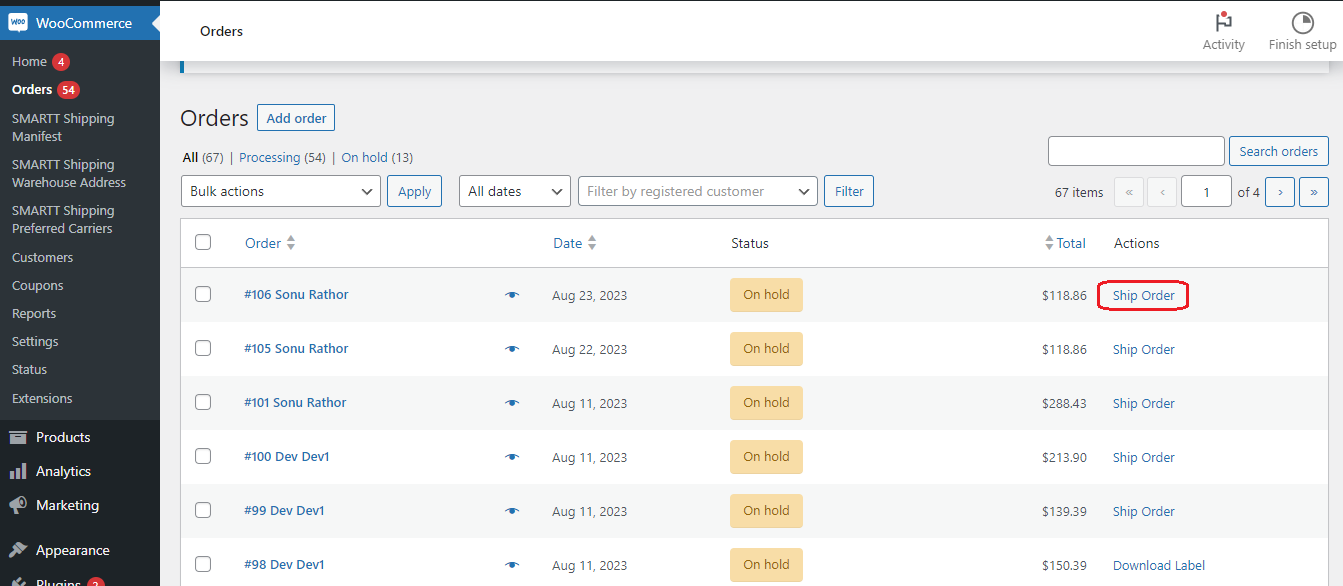 WooCommerce
Orders
Activity
Finish setup
Home 4
Orders 54
SMARTT Shipping
Manifest
SMARTT Shipping
Warehouse Address
SMARTT Shipping
Preferred Carriers
Customers
Coupons
Reports
Settings
Status
Extensions
Products
Analytics
Marketing
Appearance
Plugins 2
Orders Add order
All (67) | Processing (54) | On hold (13)
Search orders
Bulk actions Apply All dates Filter by registered customer Filter 67 items « ‹ 1 of 4 › »
Order Date Status Total Actions
#106 Sonu Rathor Aug 23, 2023 On hold $118.86 Ship Order
#105 Sonu Rathor Aug 22, 2023 On hold $118.86 Ship Order
#101 Sonu Rathor Aug 11, 2023 On hold $288.43 Ship Order
#100 Dev Dev1 Aug 11, 2023 On hold $213.90 Ship Order
#99 Dev Dev1 Aug 11, 2023 On hold $139.39 Ship Order
#98 Dev Dev1 Aug 11, 2023 On hold $150.39 Download Label